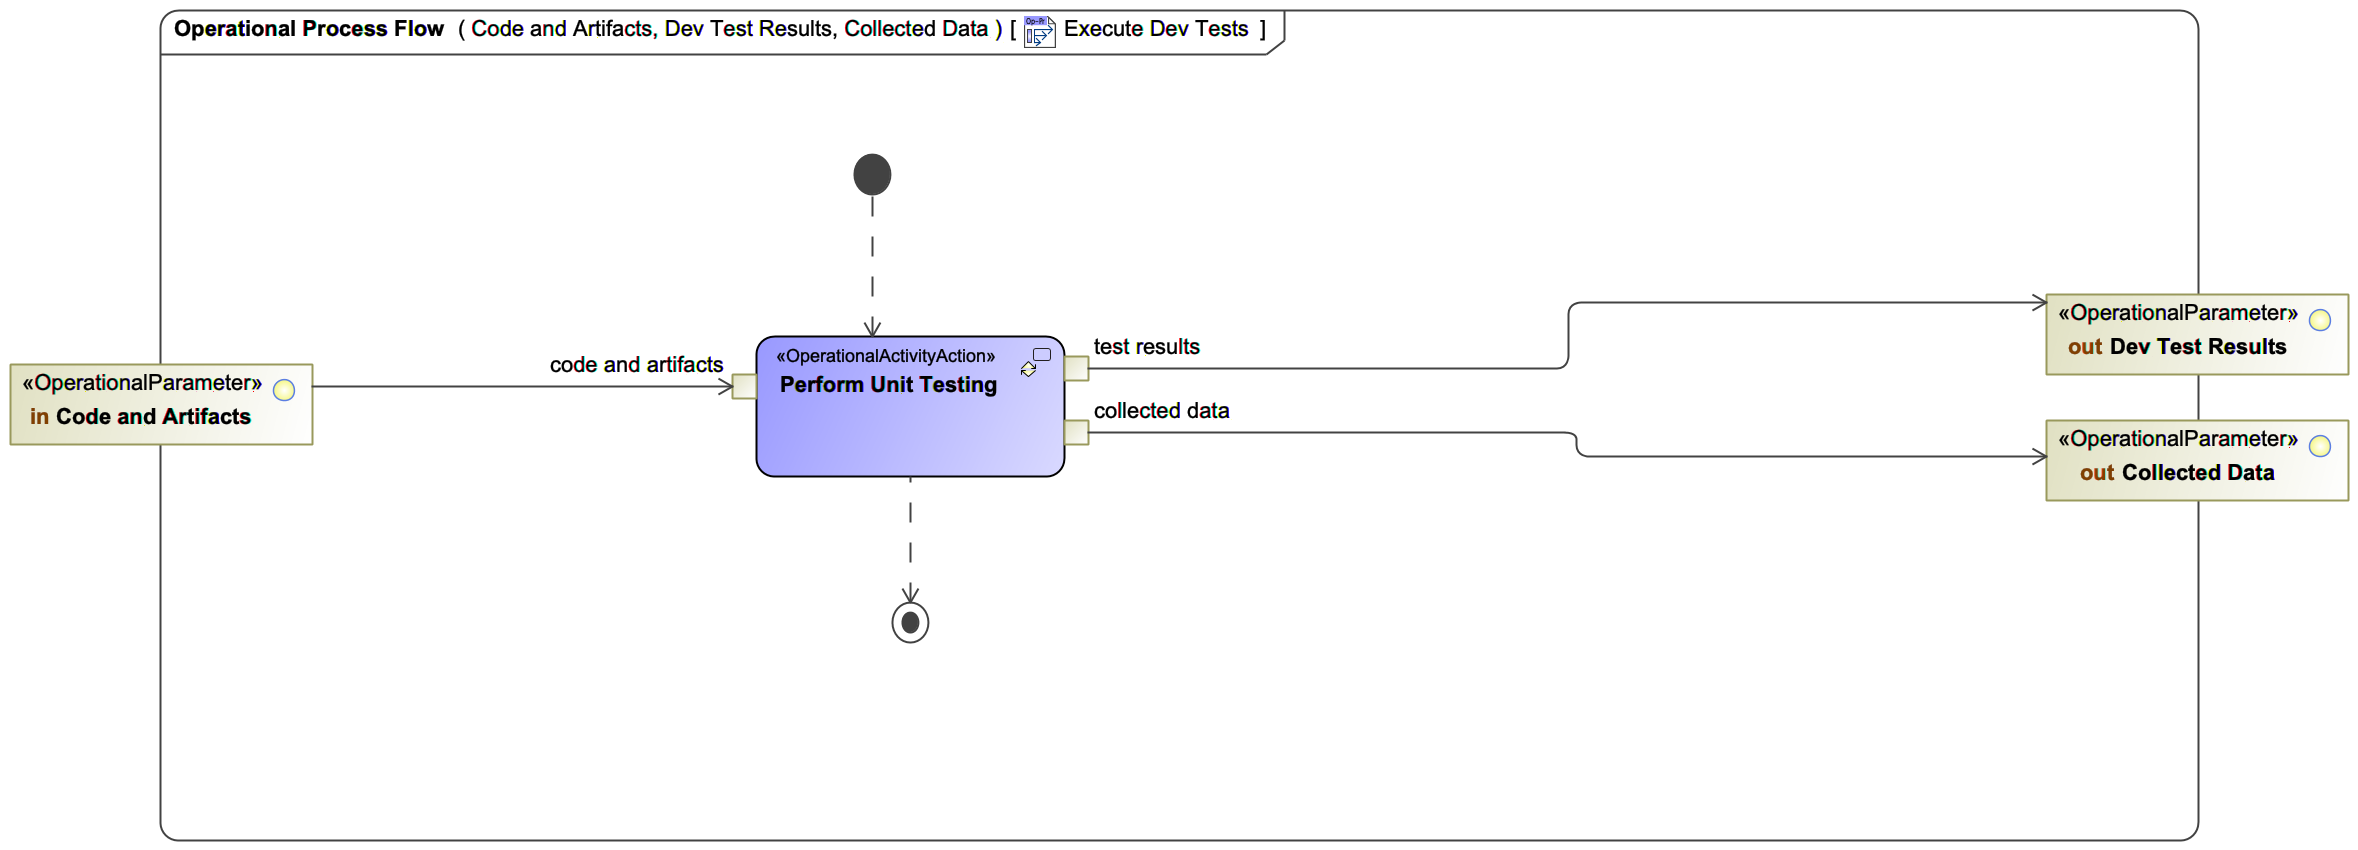 Operational Process Flow ( Code and Artifacts, Dev Test Results, Collected Data ) [ Op-Pr Execute Dev Tests ]
«OperationalParameter»
in Code and Artifacts
code and artifacts
«OperationalActivityAction»
Perform Unit Testing
test results
collected data
«OperationalParameter»
out Dev Test Results
«OperationalParameter»
out Collected Data